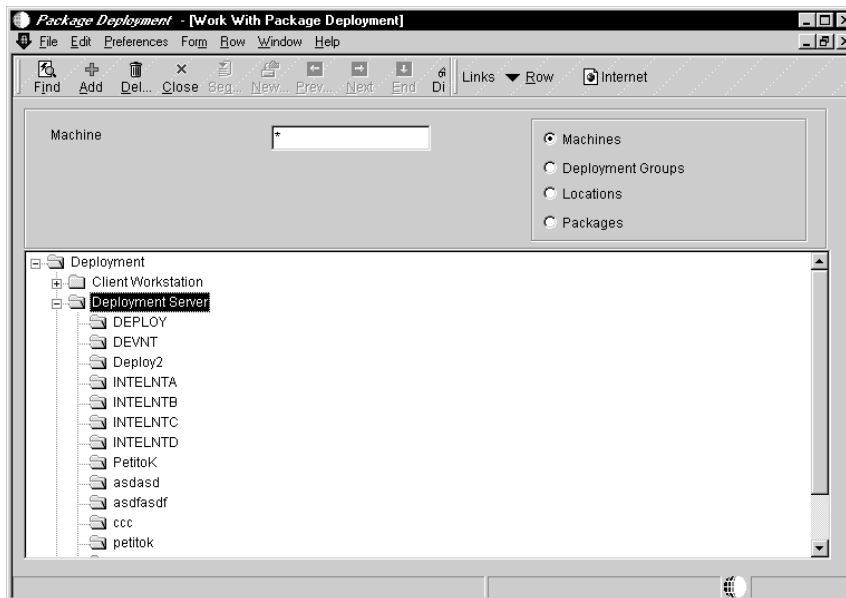 Package Deployment - [Work With Package Deployment]
File Edit Preferences Form Row Window Help
Find Add Del... Close Seq... New... Prev... Next End Di Links Row Internet
Machine * Machines
Deployment Groups
Locations
Packages
Deployment
Client Workstation
Deployment Server
DEPLOY
DEVNT
Deploy2
INTELNTA
INTELNTB
INTELNTC
INTELNTD
PetitoK
asdasd
asdfasdf
ccc
petitok